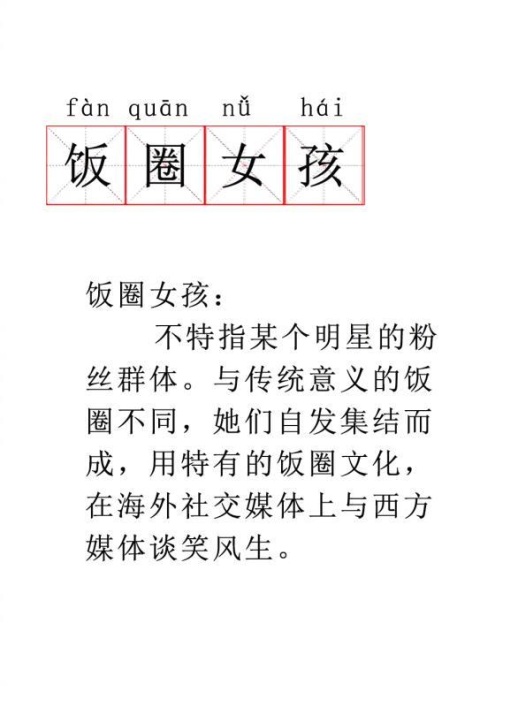 fàn quān nǚ hái
饭圈女孩
饭圈女孩：
不特指某个明星的粉
丝群体。与传统意义的饭
圈不同，她们自发集结而
成，用特有的饭圈文化，
在海外社交媒体上与西方
媒体谈笑风生。